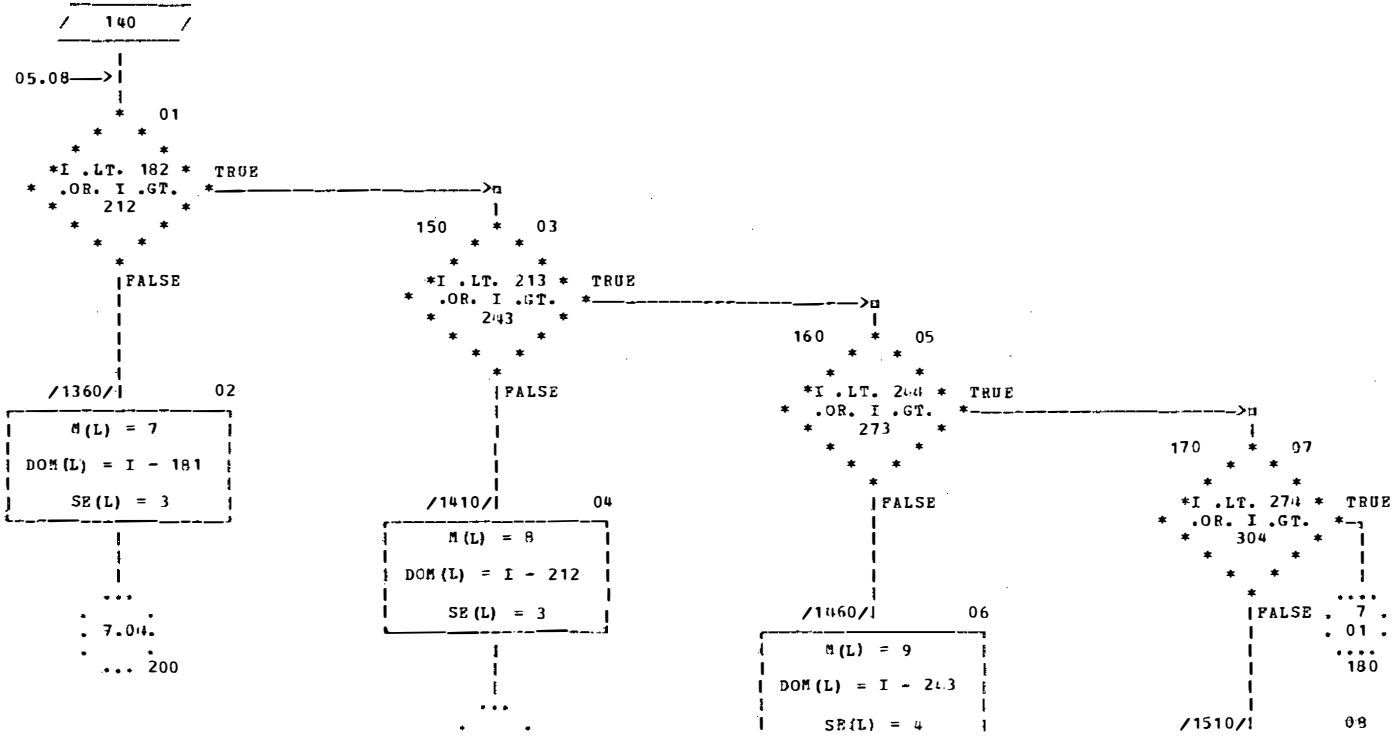 / 140 /
05.08—>
01
I .LT. 182
.OR. I .GT.
212
TRUE
FALSE
/1360/ 02
M(L) = 7
DOM(L) = I - 181
SE(L) = 3
7.04
200
150 03
I .LT. 213
.OR. I .GT.
243
TRUE
FALSE
/1410/ 04
M(L) = 8
DOM(L) = I - 212
SE(L) = 3
160 05
I .LT. 244
.OR. I .GT.
273
TRUE
FALSE
/1460/ 06
M(L) = 9
DOM(L) = I - 243
SE(L) = 4
170 07
I .LT. 274
.OR. I .GT.
304
TRUE
FALSE
7
01
180
/1510/ 08